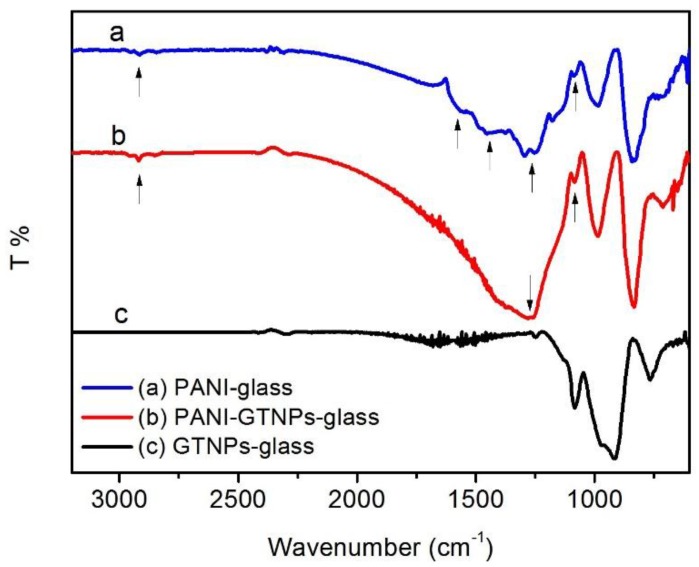 a
b
c
T %
(a) PANI-glass
(b) PANI-GTNPs-glass
(c) GTNPs-glass
3000 2500 2000 1500 1000
Wavenumber (cm⁻¹)